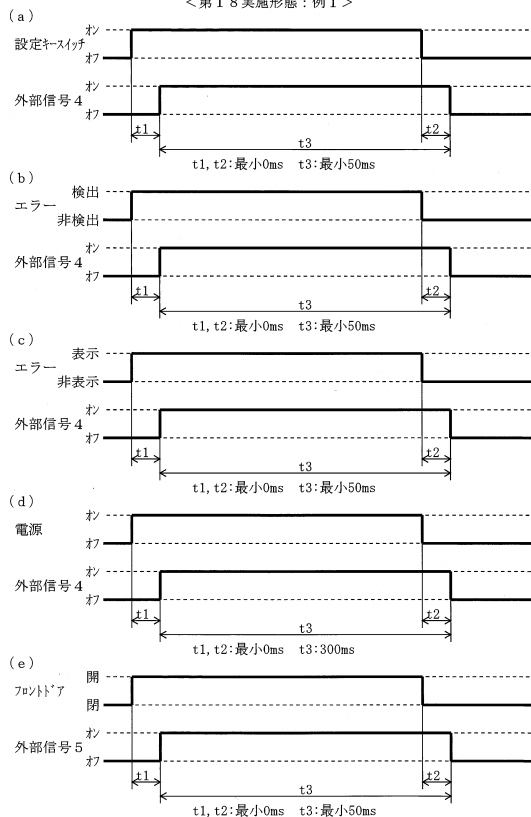 <第１８実施形態：例１>
(a)
オン
設定キースイッチ
オフ
オン
外部信号４
オフ
t1
t2
t3
t1,t2:最小0ms t3:最小50ms
(b)
検出
エラー
非検出
オン
外部信号４
オフ
t1
t2
t3
t1,t2:最小0ms t3:最小50ms
(c)
表示
エラー
非表示
オン
外部信号４
オフ
t1
t2
t3
t1,t2:最小0ms t3:最小50ms
(d)
オン
電源
オフ
オン
外部信号４
オフ
t1
t2
t3
t1,t2:最小0ms t3:300ms
(e)
開
フロントドア
閉
オン
外部信号５
オフ
t1
t2
t3
t1,t2:最小0ms t3:最小50ms